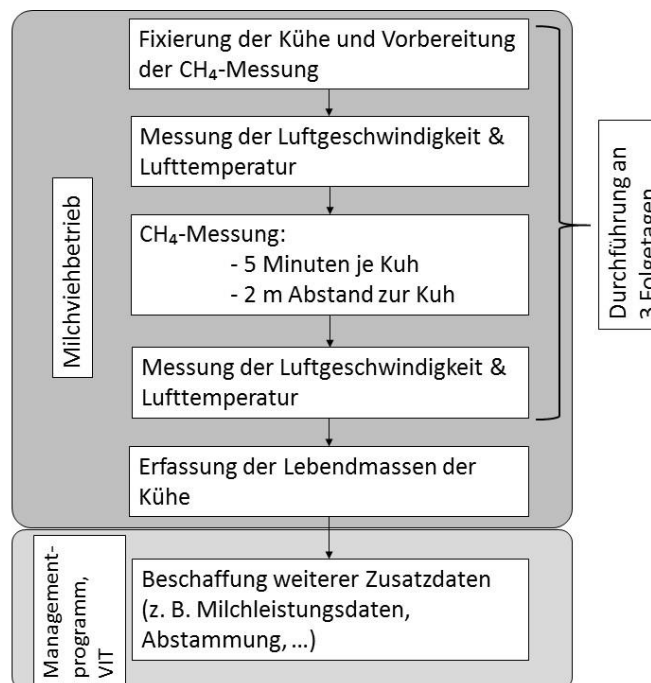 Fixierung der Kühe und Vorbereitung
der CH₄-Messung
Messung der Luftgeschwindigkeit &
Lufttemperatur
CH₄-Messung:
- 5 Minuten je Kuh
- 2 m Abstand zur Kuh
Messung der Luftgeschwindigkeit &
Lufttemperatur
Erfassung der Lebendmassen der
Kühe
Milchviehbetrieb
Durchführung an
3 Folgetagen
Beschaffung weiterer Zusatzdaten
(z. B. Milchleistungsdaten,
Abstammung, ...)
Management-
programm,
VIT